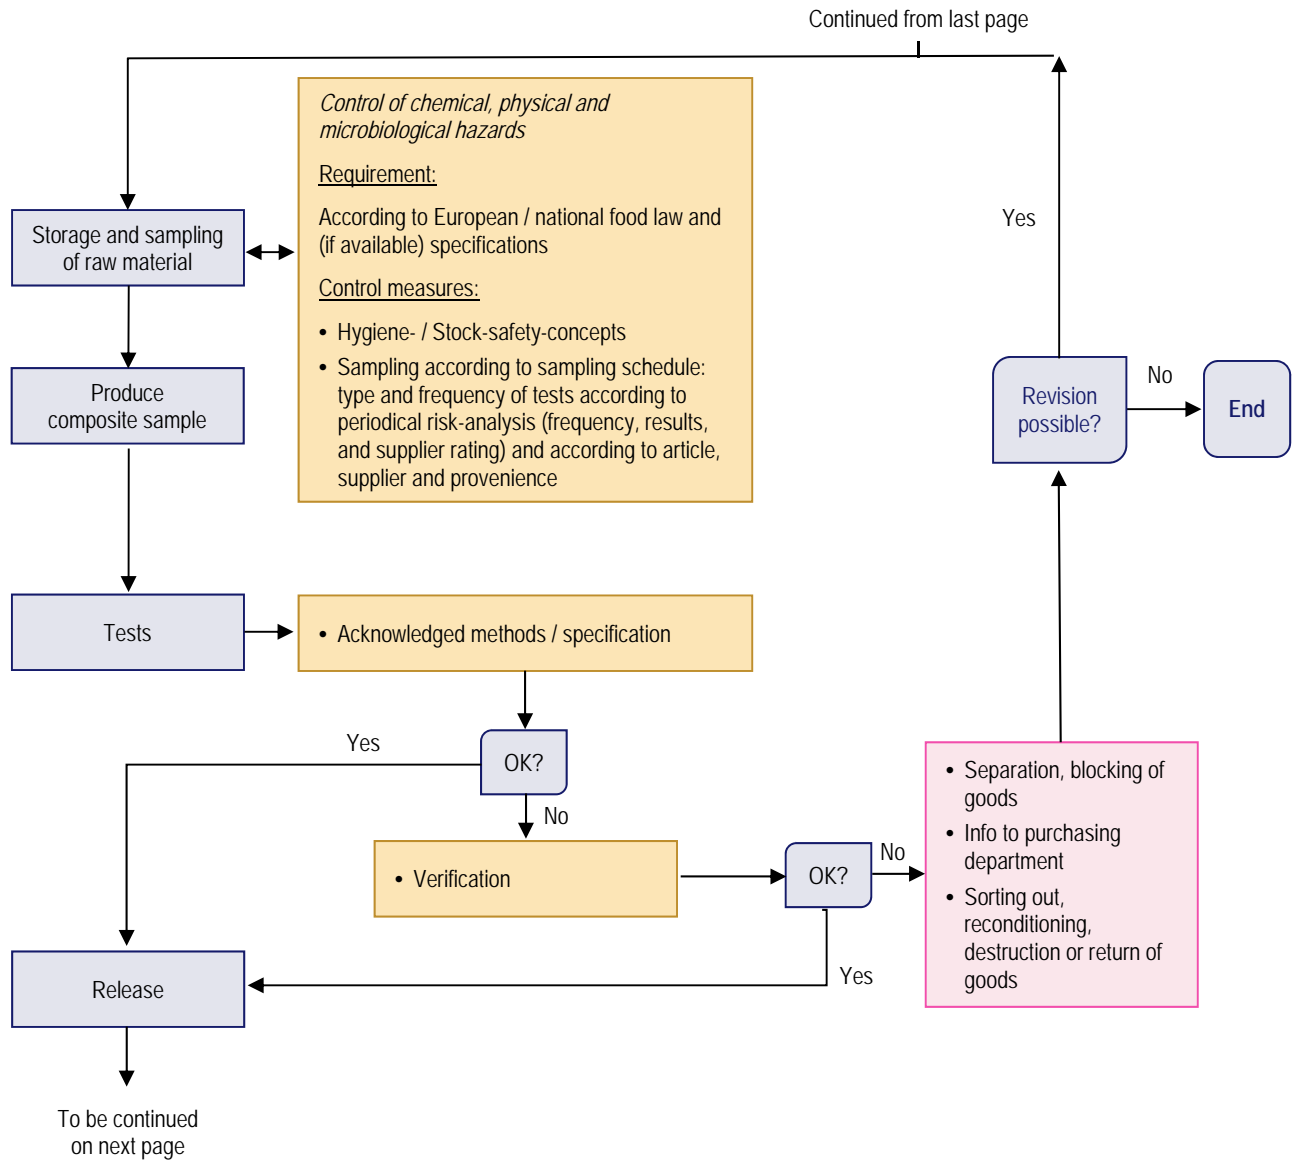 Continued from last page
Control of chemical, physical and
microbiological hazards
Requirement:
According to European / national food law and
(if available) specifications
Control measures:
• Hygiene- / Stock-safety-concepts
• Sampling according to sampling schedule:
type and frequency of tests according to
periodical risk-analysis (frequency, results,
and supplier rating) and according to article,
supplier and provenience
Storage and sampling
of raw material
Produce
composite sample
Yes
Revision
possible?
No
End
Tests
• Acknowledged methods / specification
Yes
OK?
No
• Verification
OK?
No
• Separation, blocking of
goods
• Info to purchasing
department
• Sorting out,
reconditioning,
destruction or return of
goods
Yes
Release
To be continued
on next page